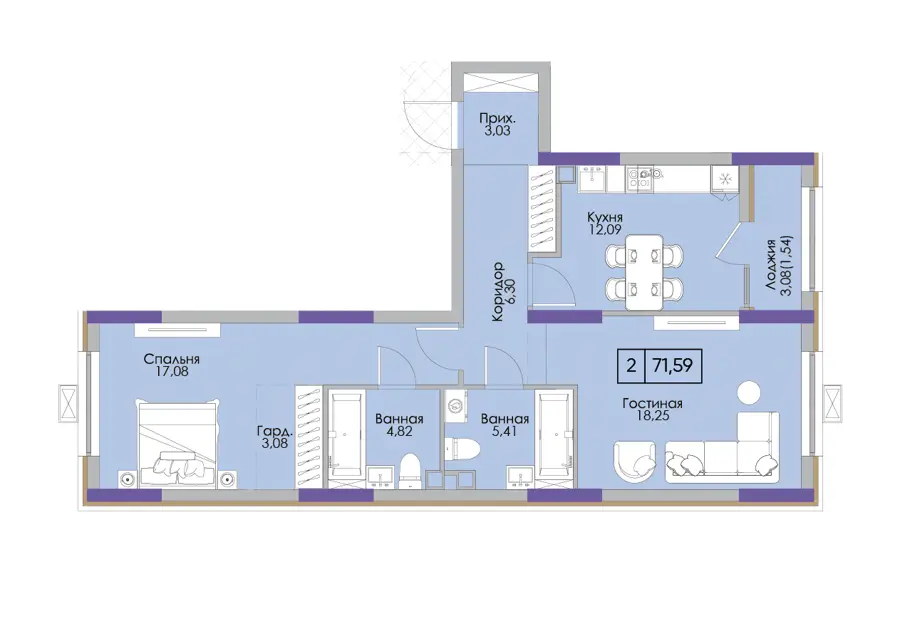 Прих.
3,03
Кухня
12,09
Лоджия
3,08(1,54)
Коридор
6,30
Спальня
17,08
2 71,59
Гостиная
18,25
Гард.
3,08
Ванная
4,82
Ванная
5,41